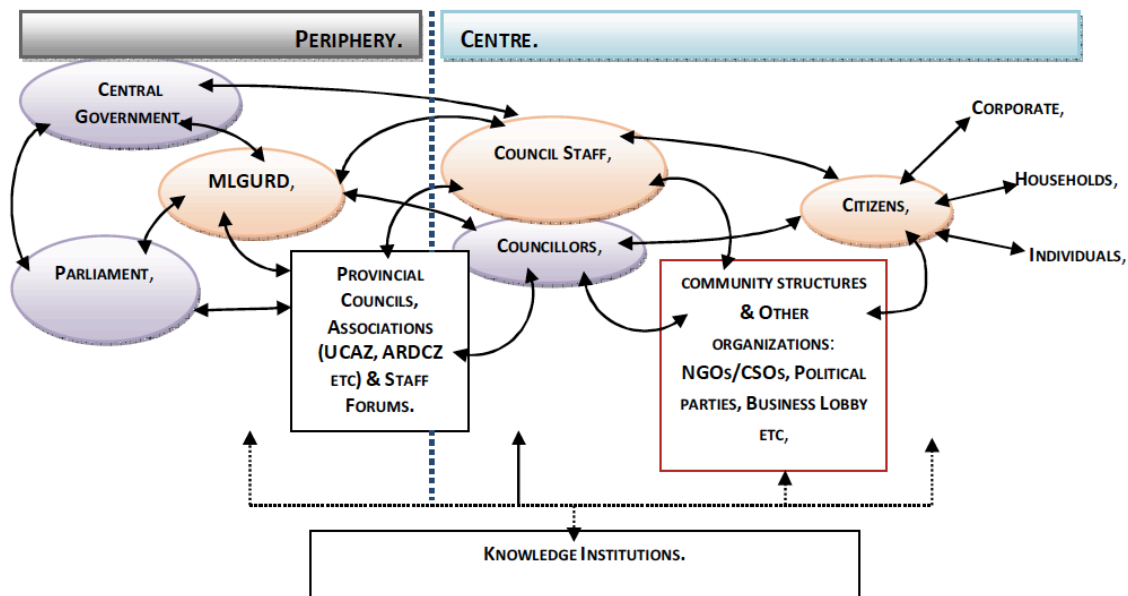 PERIPHERY.
CENTRE.
CENTRAL
GOVERNMENT,
MLGURD,
PARLIAMENT,
PROVINCIAL
COUNCILS,
ASSOCIATIONS
(UCAZ, ARDCZ
ETC) & STAFF
FORUMS.
COUNCIL STAFF,
COUNCILLORS,
COMMUNITY STRUCTURES
& OTHER
ORGANIZATIONS:
NGOS/CSOS, POLITICAL
PARTIES, BUSINESS LOBBY
ETC,
CITIZENS,
CORPORATE,
HOUSEHOLDS,
INDIVIDUALS,
KNOWLEDGE INSTITUTIONS.